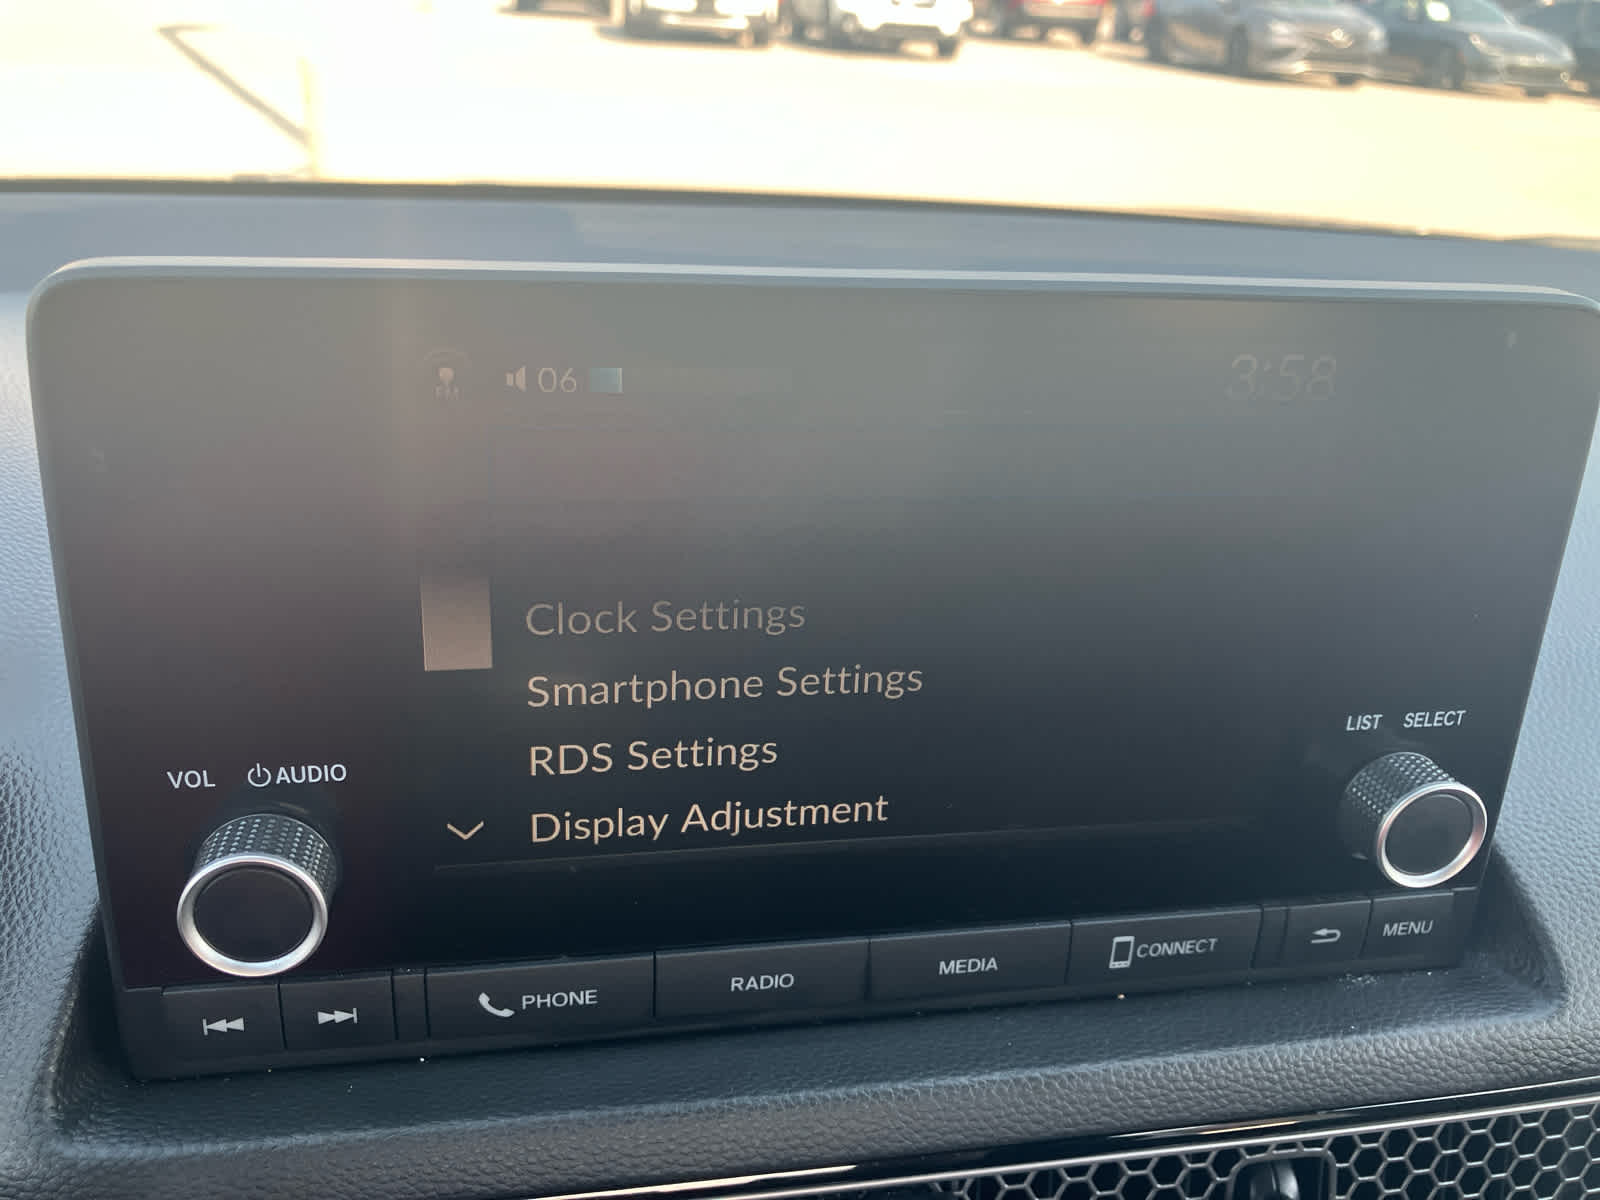 FM 06 3:58
Clock Settings
Smartphone Settings
RDS Settings
Display Adjustment
VOL AUDIO
LIST SELECT
PHONE RADIO MEDIA CONNECT MENU